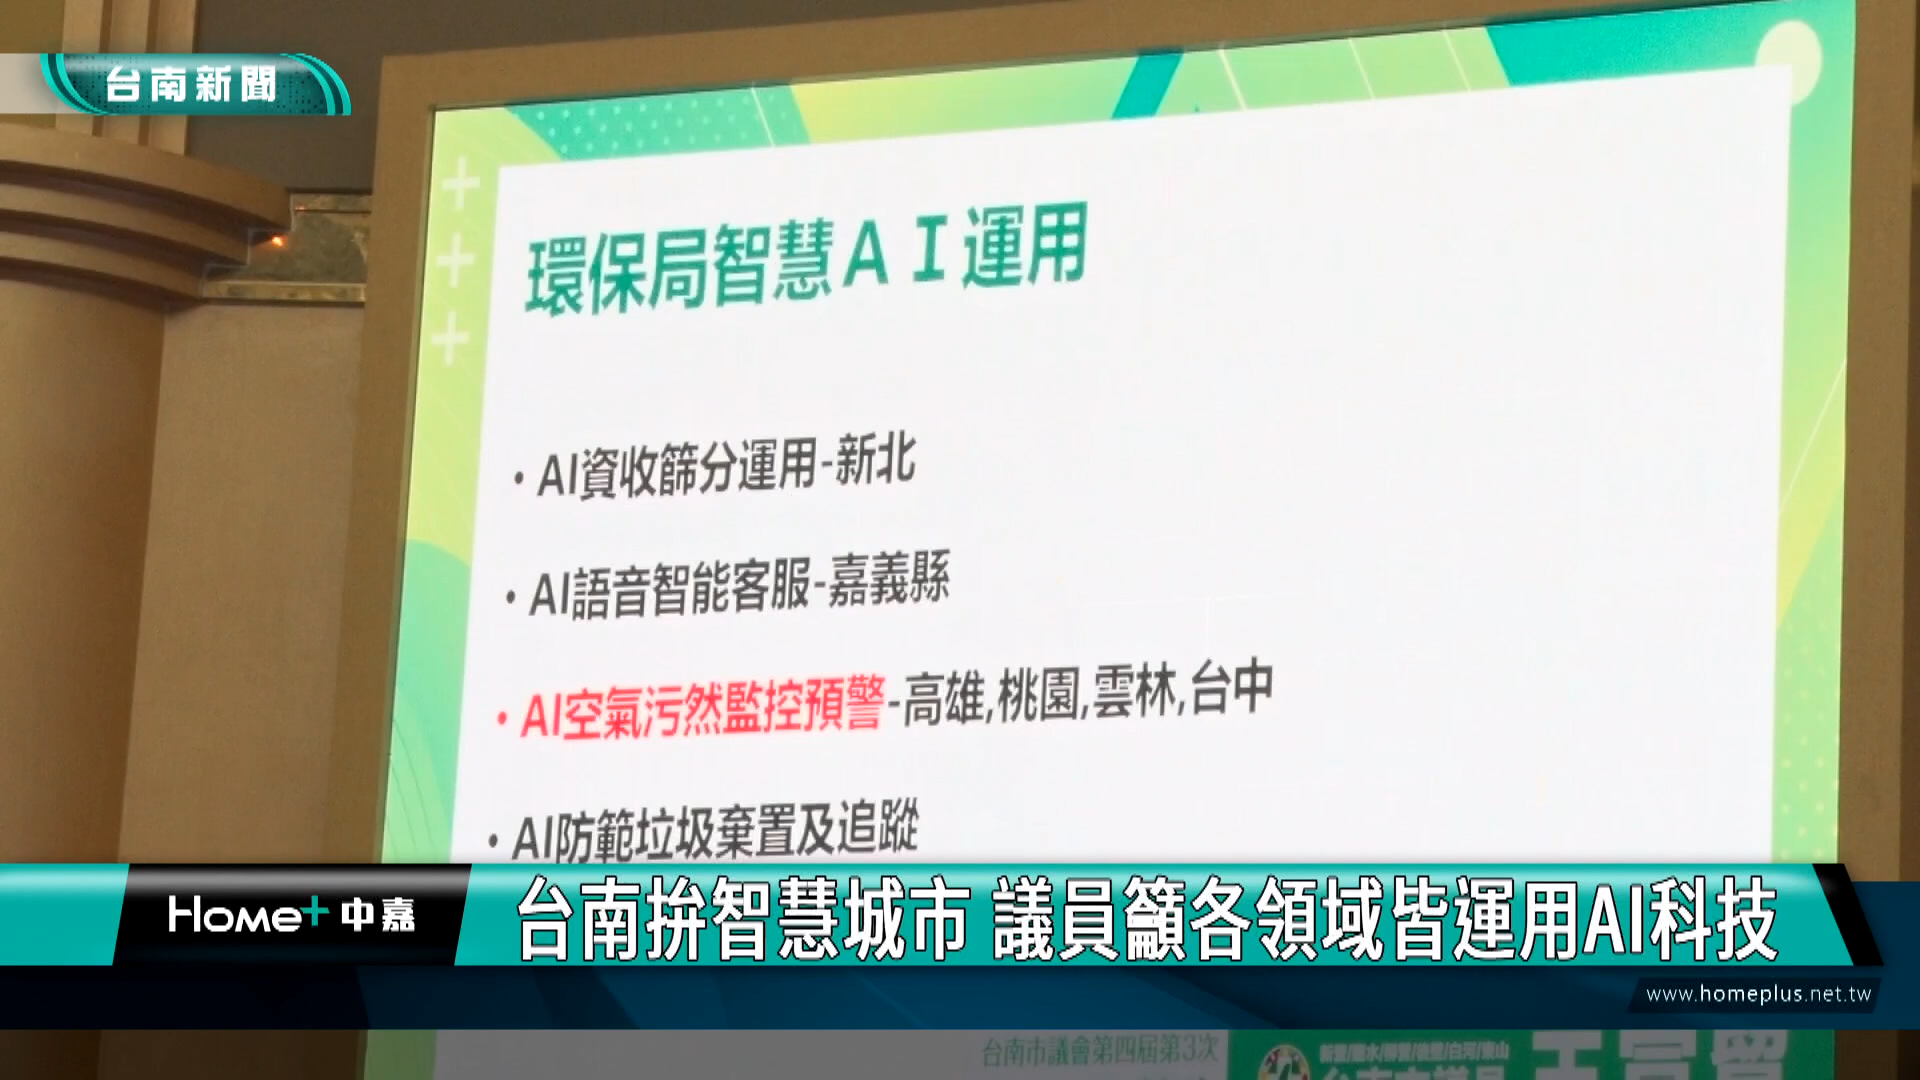 台南新聞
環保局智慧AI運用
• AI資收篩分運用-新北
• AI語音智能客服-嘉義縣
• AI空氣污然監控預警-高雄,桃園,雲林,台中
• AI防範垃圾棄置及追蹤
Home+ 中嘉
台南拚智慧城市 議員籲各領域皆運用AI科技
www.homeplus.net.tw
台南市議會第四屆第3次